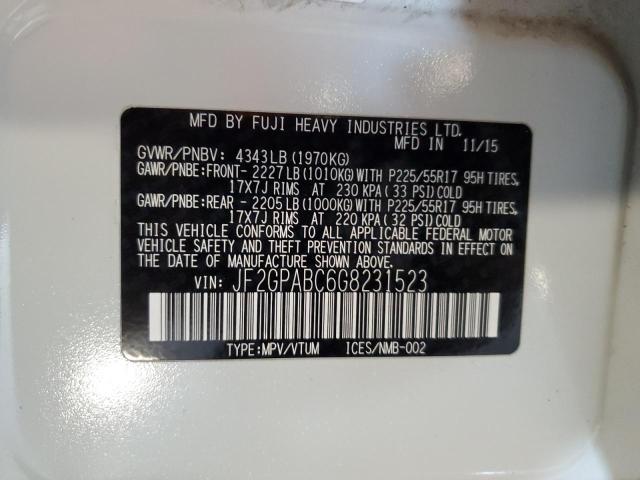 MFD BY FUJI HEAVY INDUSTRIES LTD.
MFD IN 11/15
GVWR/PNBV: 4343LB(1970KG)
GAWR/PNBE:FRONT- 2227LB(1010KG)WITH P225/55R17 95H TIRES,
17X7J RIMS AT 230 KPA(33 PSI)COLD
GAWR/PNBE:REAR - 2205LB(1000KG)WITH P225/55R17 95H TIRES,
17X7J RIMS AT 220 KPA(32 PSI)COLD
THIS VEHICLE CONFORMS TO ALL APPLICABLE FEDERAL MOTOR
VEHICLE SAFETY AND THEFT PREVENTION STANDARDS IN EFFECT
ON THE DATE OF MANUFACTURE SHOWN ABOVE.
VIN: JF2GPABC6G8231523
TYPE:MPV/VTUM ICES/NMB-002